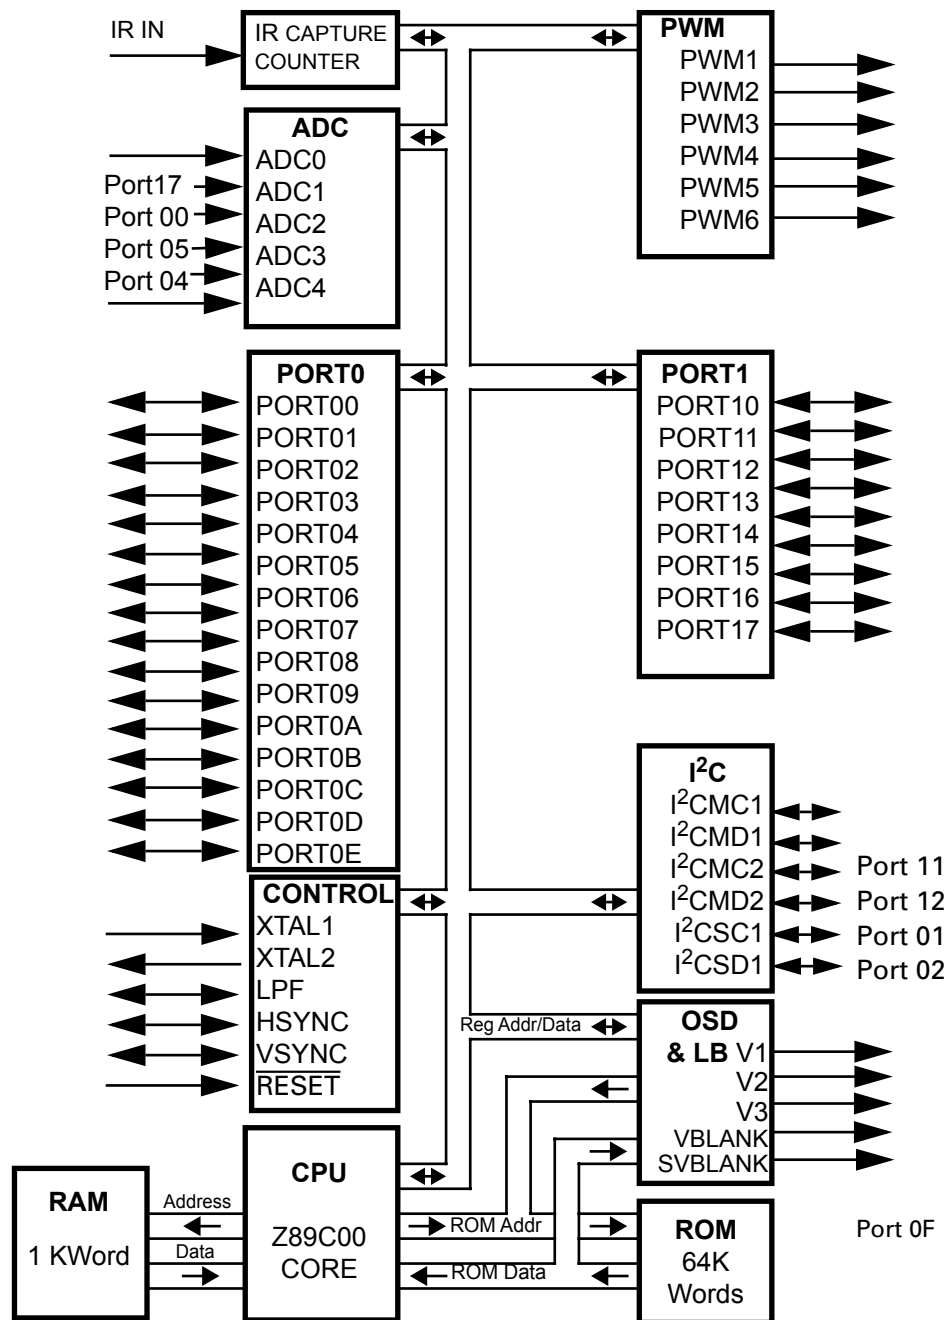 IR IN
IR CAPTURE
COUNTER
ADC
ADC0
ADC1
ADC2
ADC3
ADC4
Port17
Port 00
Port 05
Port 04
PWM
PWM1
PWM2
PWM3
PWM4
PWM5
PWM6
PORT0
PORT00
PORT01
PORT02
PORT03
PORT04
PORT05
PORT06
PORT07
PORT08
PORT09
PORT0A
PORT0B
PORT0C
PORT0D
PORT0E
PORT1
PORT10
PORT11
PORT12
PORT13
PORT14
PORT15
PORT16
PORT17
CONTROL
XTAL1
XTAL2
LPF
HSYNC
VSYNC
RESET
I²C
I²CMC1
I²CMD1
I²CMC2
I²CMD2
I²CSC1
I²CSD1
Port 11
Port 12
Port 01
Port 02
Reg Addr/Data
OSD
& LB V1
V2
V3
VBLANK
SVBLANK
RAM
1 KWord
Address
Data
CPU
Z89C00
CORE
ROM Addr
ROM Data
ROM
64K
Words
Port 0F